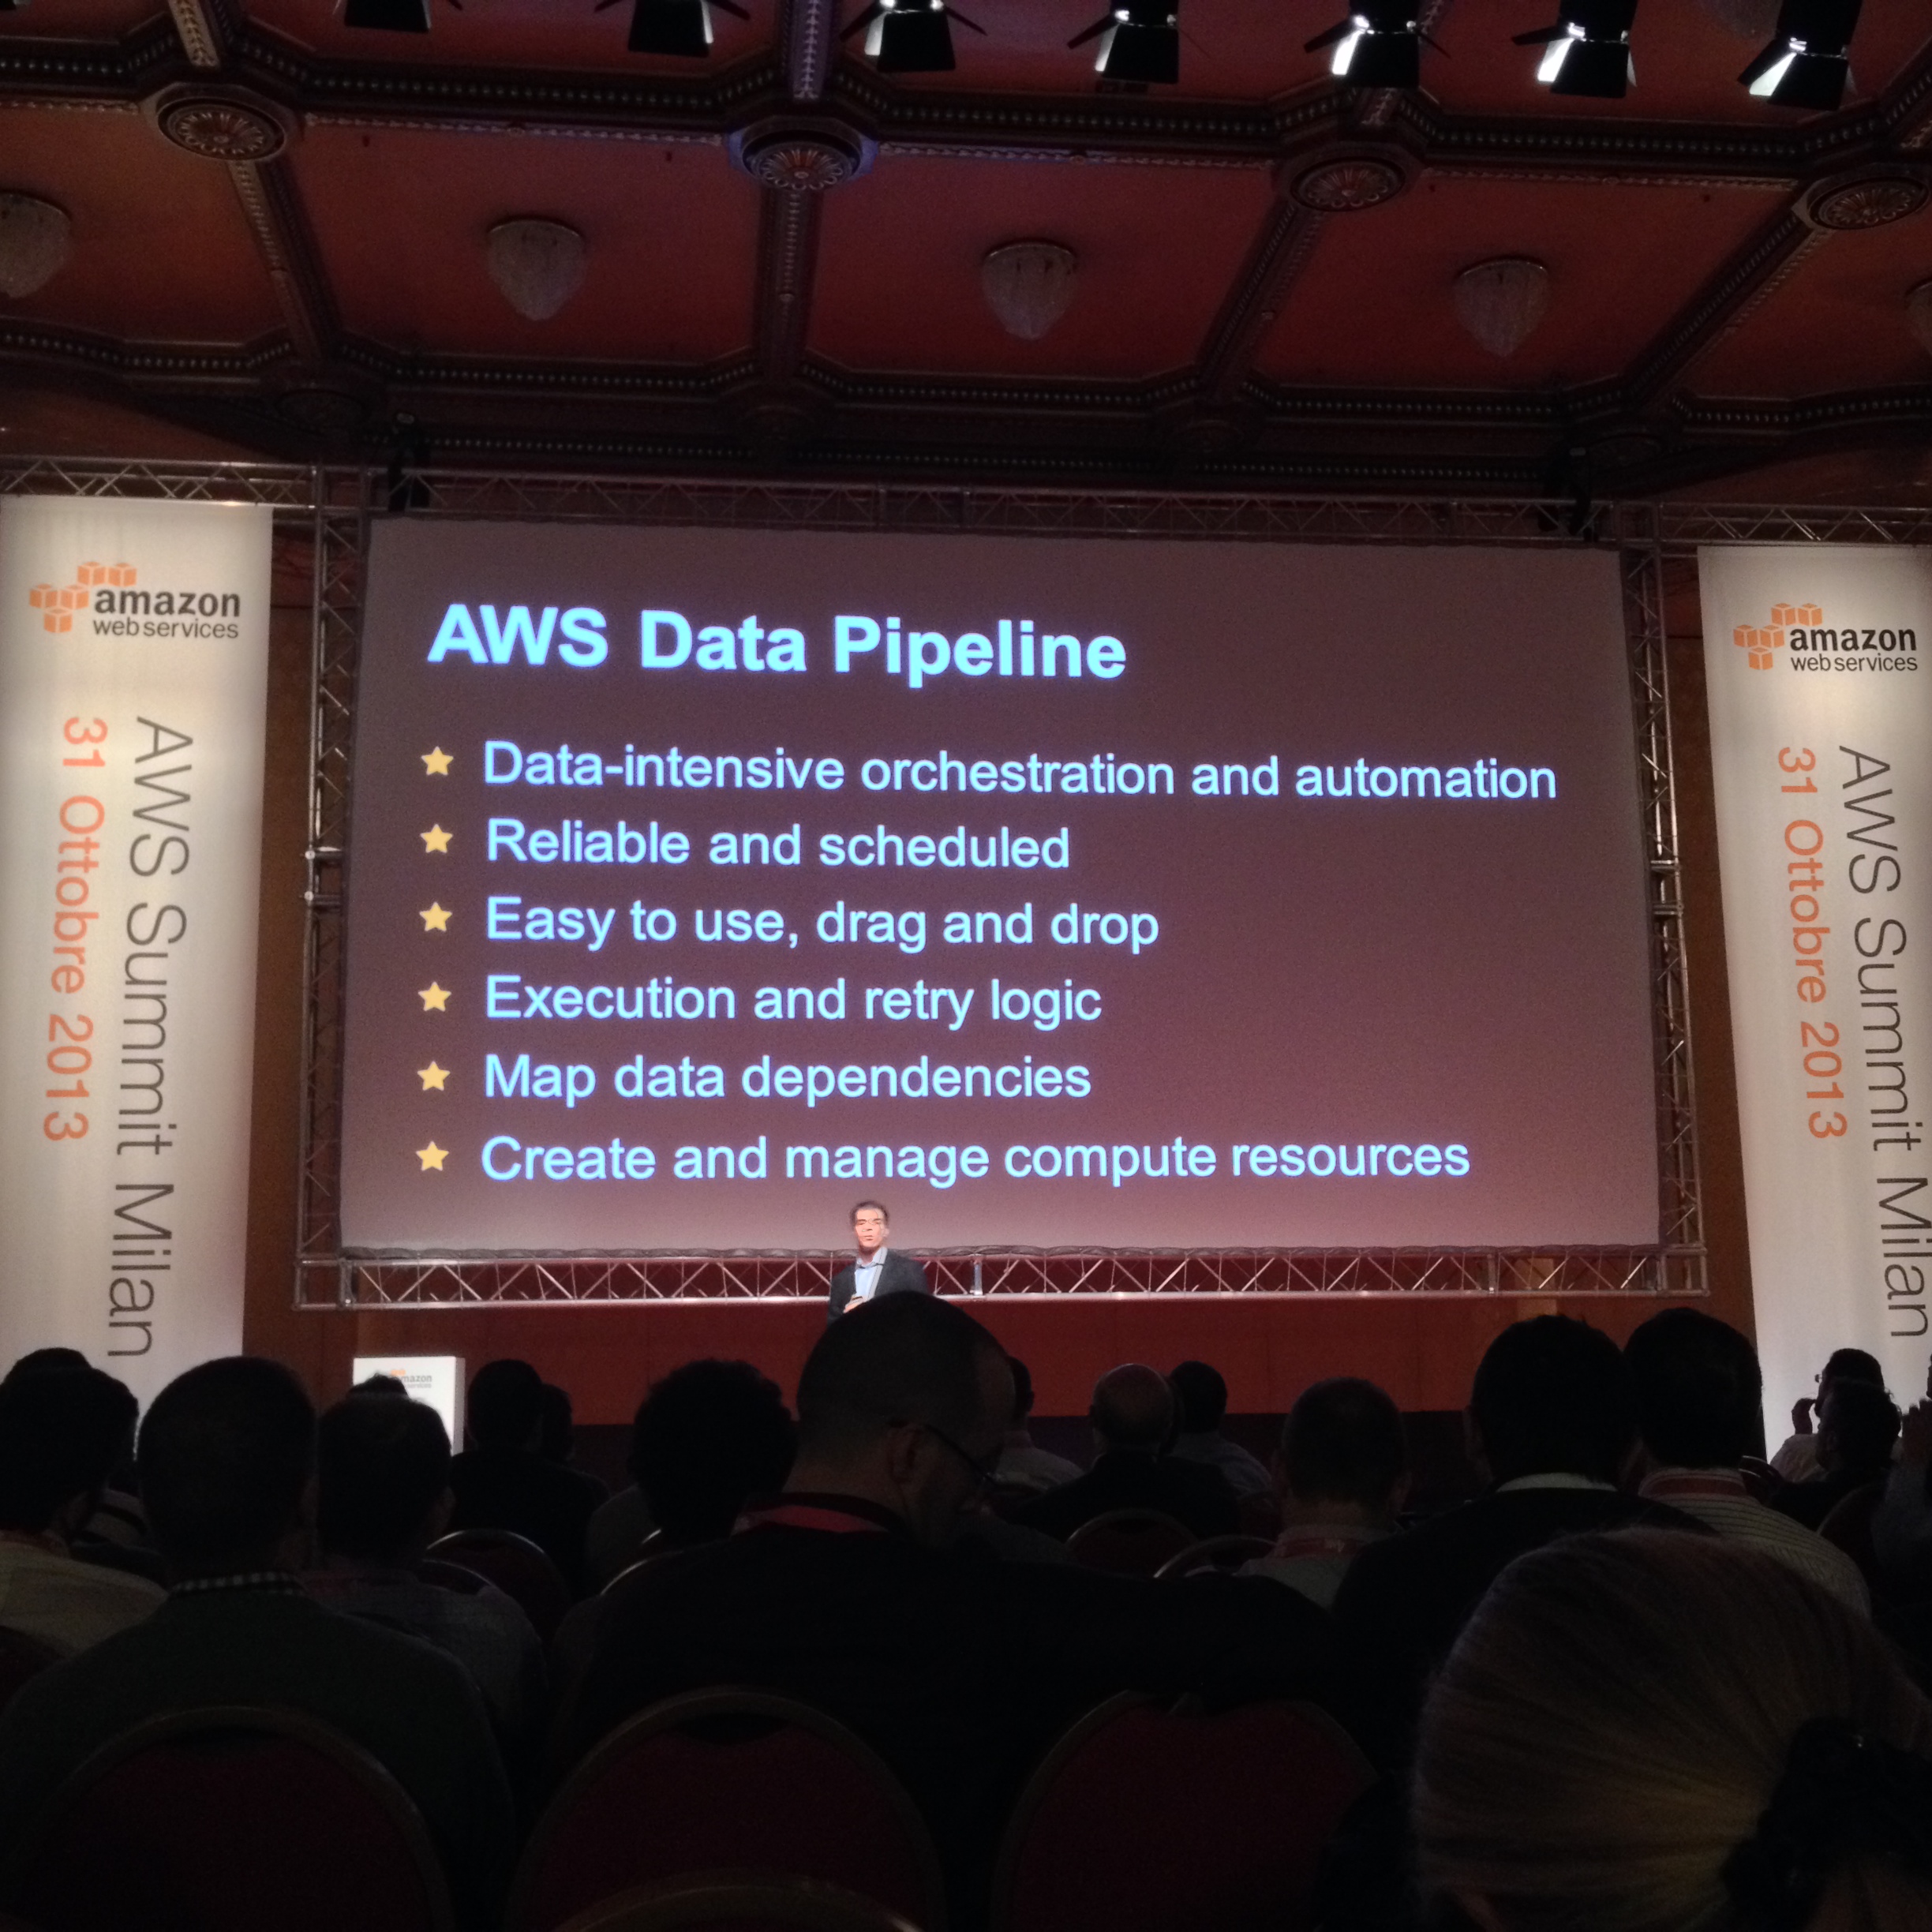 amazon
web services
AWS Summit Milan
31 Ottobre 2013
AWS Data Pipeline
Data-intensive orchestration and automation
Reliable and scheduled
Easy to use, drag and drop
Execution and retry logic
Map data dependencies
Create and manage compute resources
amazon
web services
AWS Summit Milan
31 Ottobre 2013